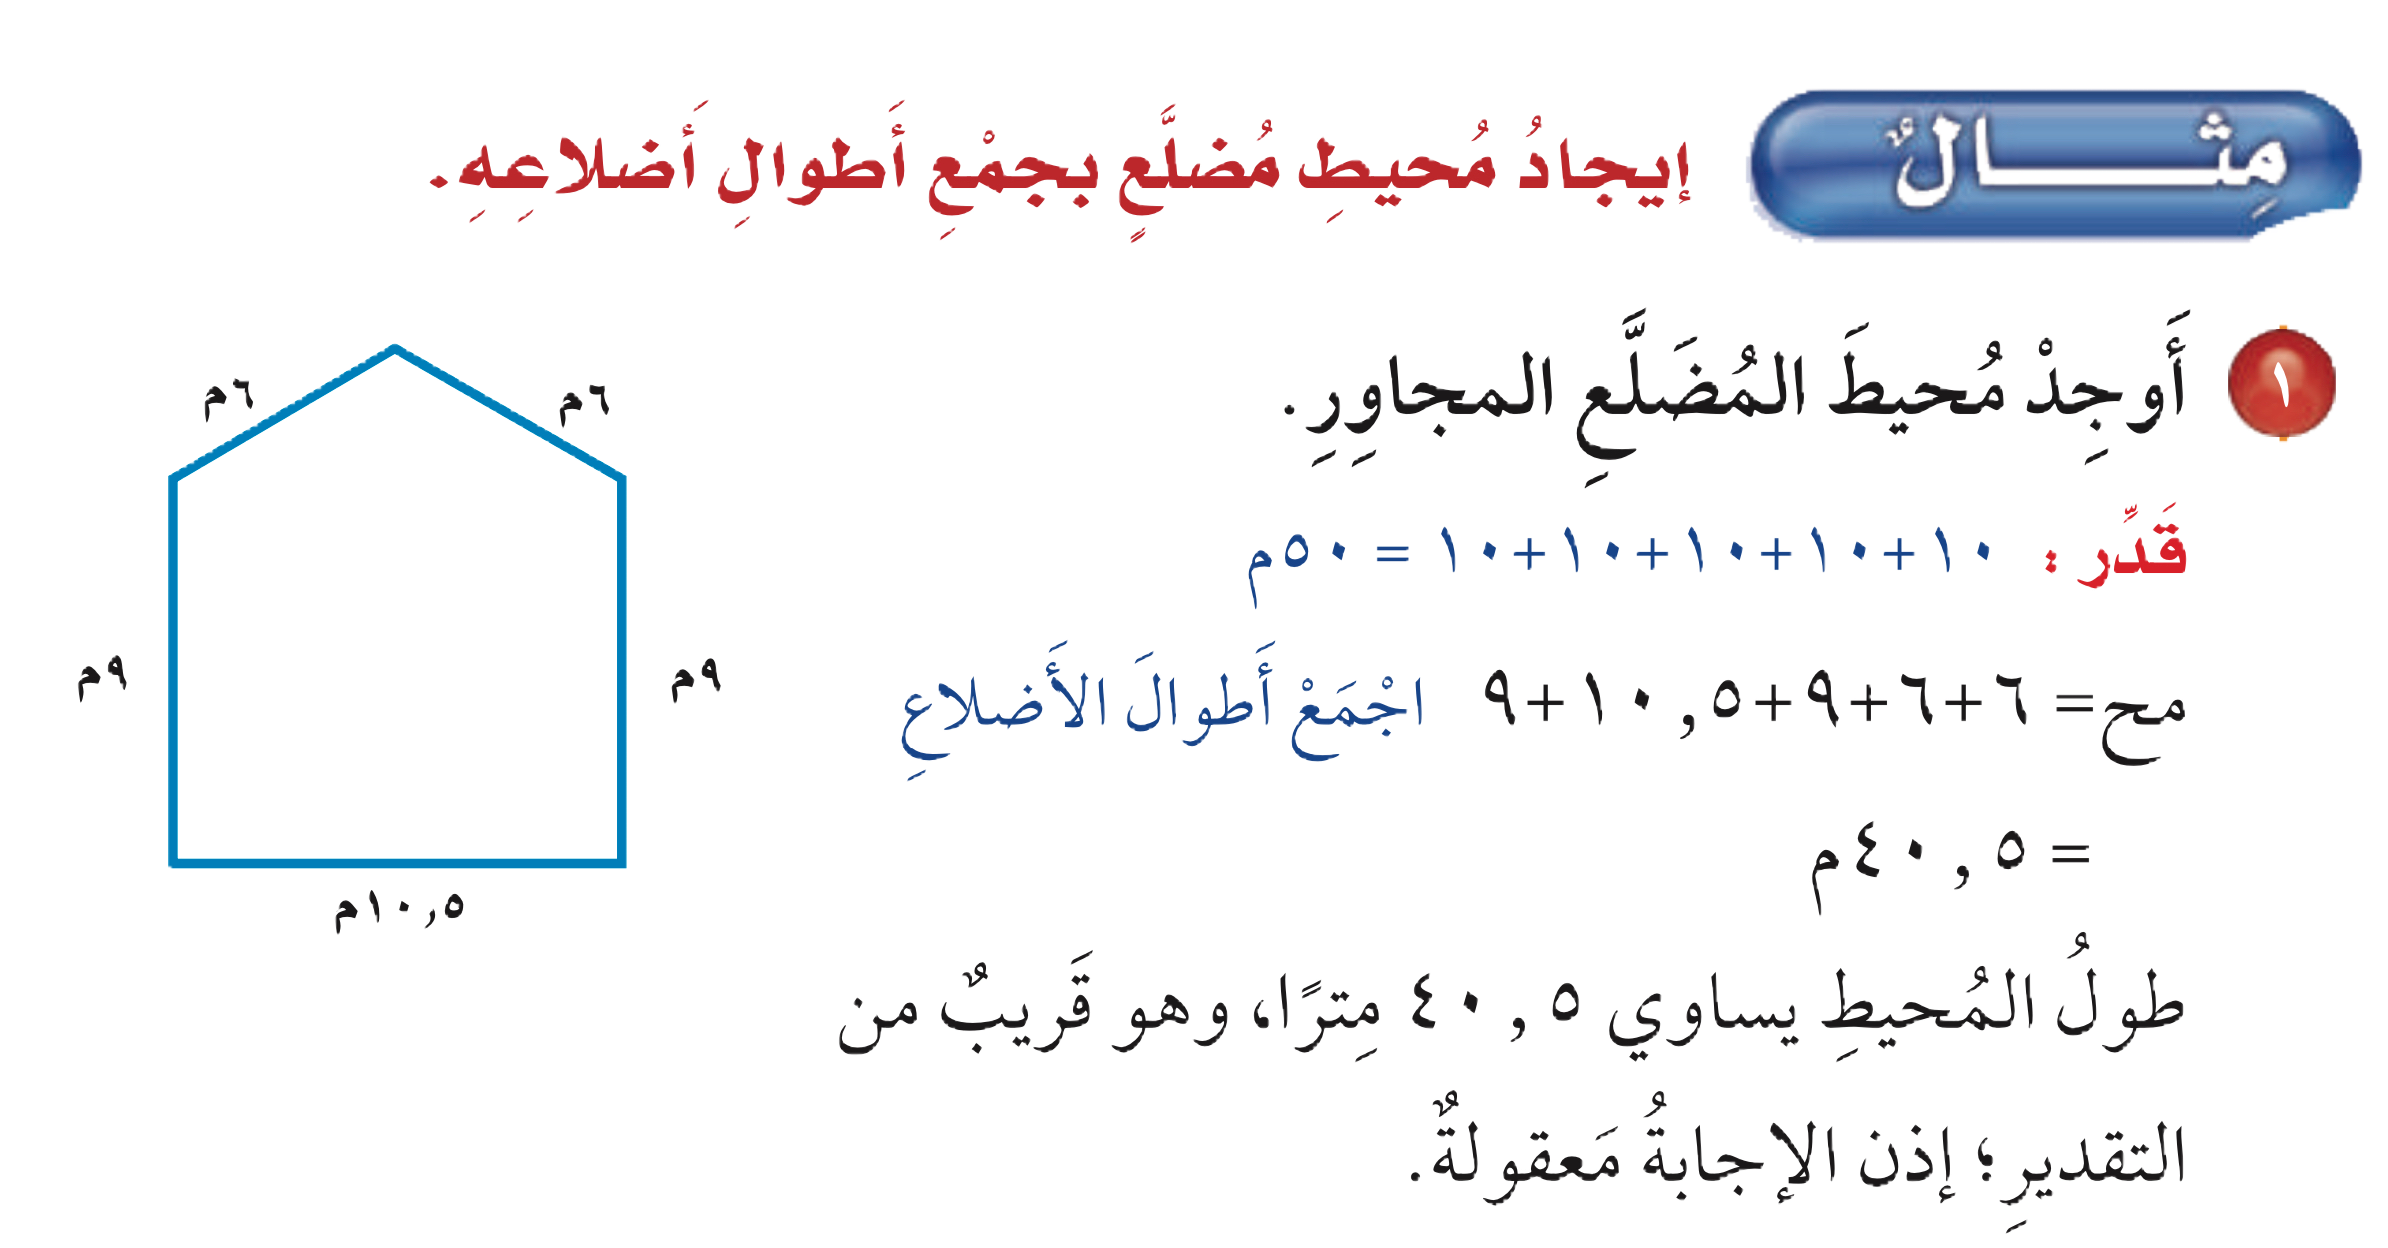 مِثـــالٌ
إيجادُ مُحيطِ مُضلَّعٍ بجمْعِ أَطوالِ أَضلاعِهِ.
١ أَوجِدْ مُحيطَ المُضَلَّعِ المجاوِرِ.
قَدِّر: ١٠+١٠+١٠+١٠+١٠ = ٥٠م
مح= ٦+٦+٩+١٠,٥+٩ اجْمَعْ أَطوالَ الأَضلاعِ
= ٤٠,٥م
طولُ المُحيطِ يساوي ٤٠,٥ مِترًا، وهو قَريبٌ من
التقديرِ؛ إذن الإجابةُ مَعقولةٌ.
٦م
٦م
٩م
٩م
١٠,٥م